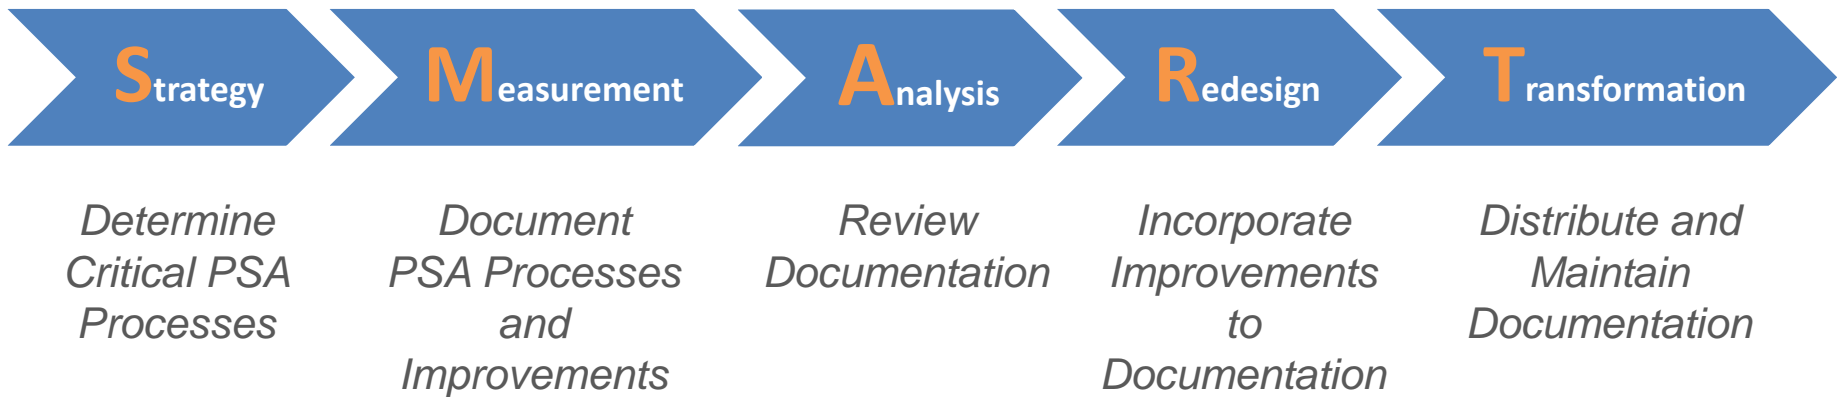 Strategy
Measurement
Analysis
Redesign
Transformation
Determine
Critical PSA
Processes
Document
PSA Processes
and
Improvements
Review
Documentation
Incorporate
Improvements
to
Documentation
Distribute and
Maintain
Documentation